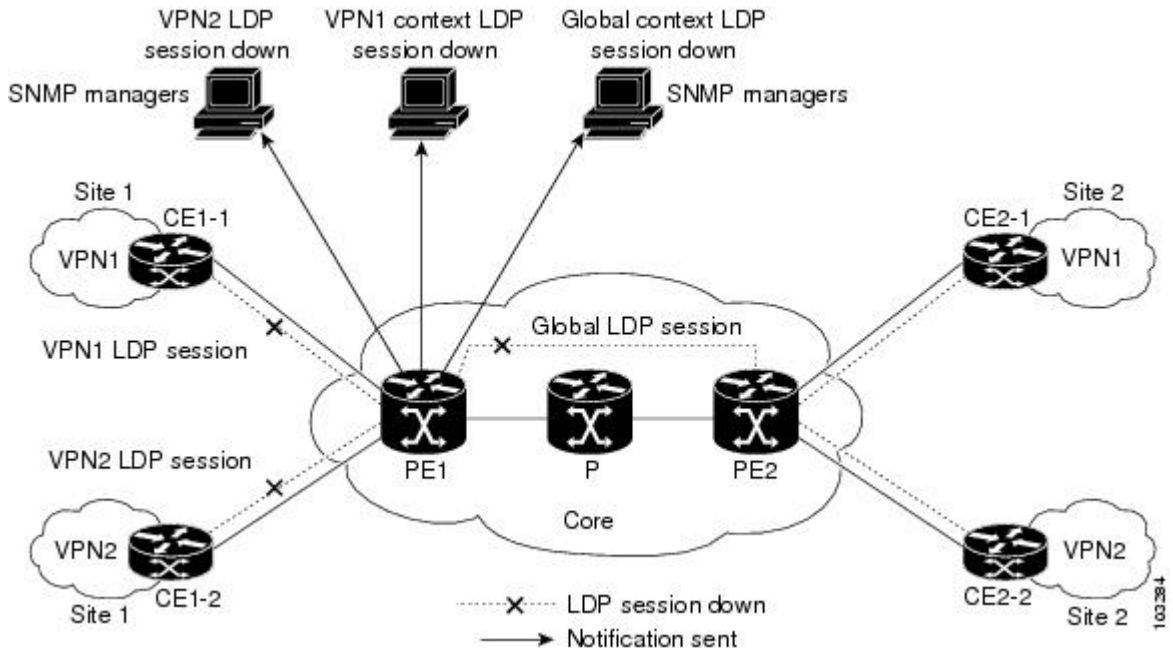 VPN2 LDP
session down
VPN1 context LDP
session down
Global context LDP
session down
SNMP managers
SNMP managers
Site 1
CE1-1
VPN1
CE2-1
Site 2
VPN1
VPN1 LDP session
Global LDP session
VPN2 LDP session
PE1
P
PE2
Core
VPN2
Site 1
CE1-2
CE2-2
VPN2
Site 2
LDP session down
Notification sent
103284